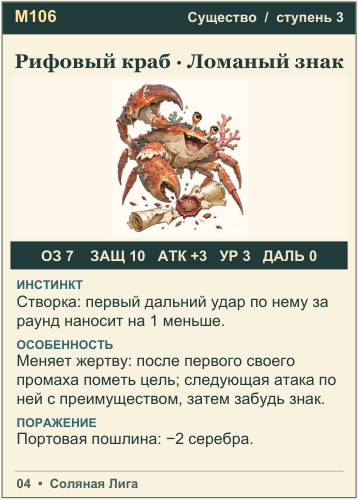 M106
Существо / ступень 3
Рифовый краб · Ломаный знак
ОЗ 7 ЗАЩ 10 АТК +3 УР 3 ДАЛЬ 0
ИНСТИНКТ
Створка: первый дальний удар по нему за
раунд наносит на 1 меньше.
ОСОБЕННОСТЬ
Меняет жертву: после первого своего
промаха пометь цель; следующая атака по
ней с преимуществом, затем забудь знак.
ПОРАЖЕНИЕ
Портовая пошлина: −2 серебра.
04 • Соляная Лига